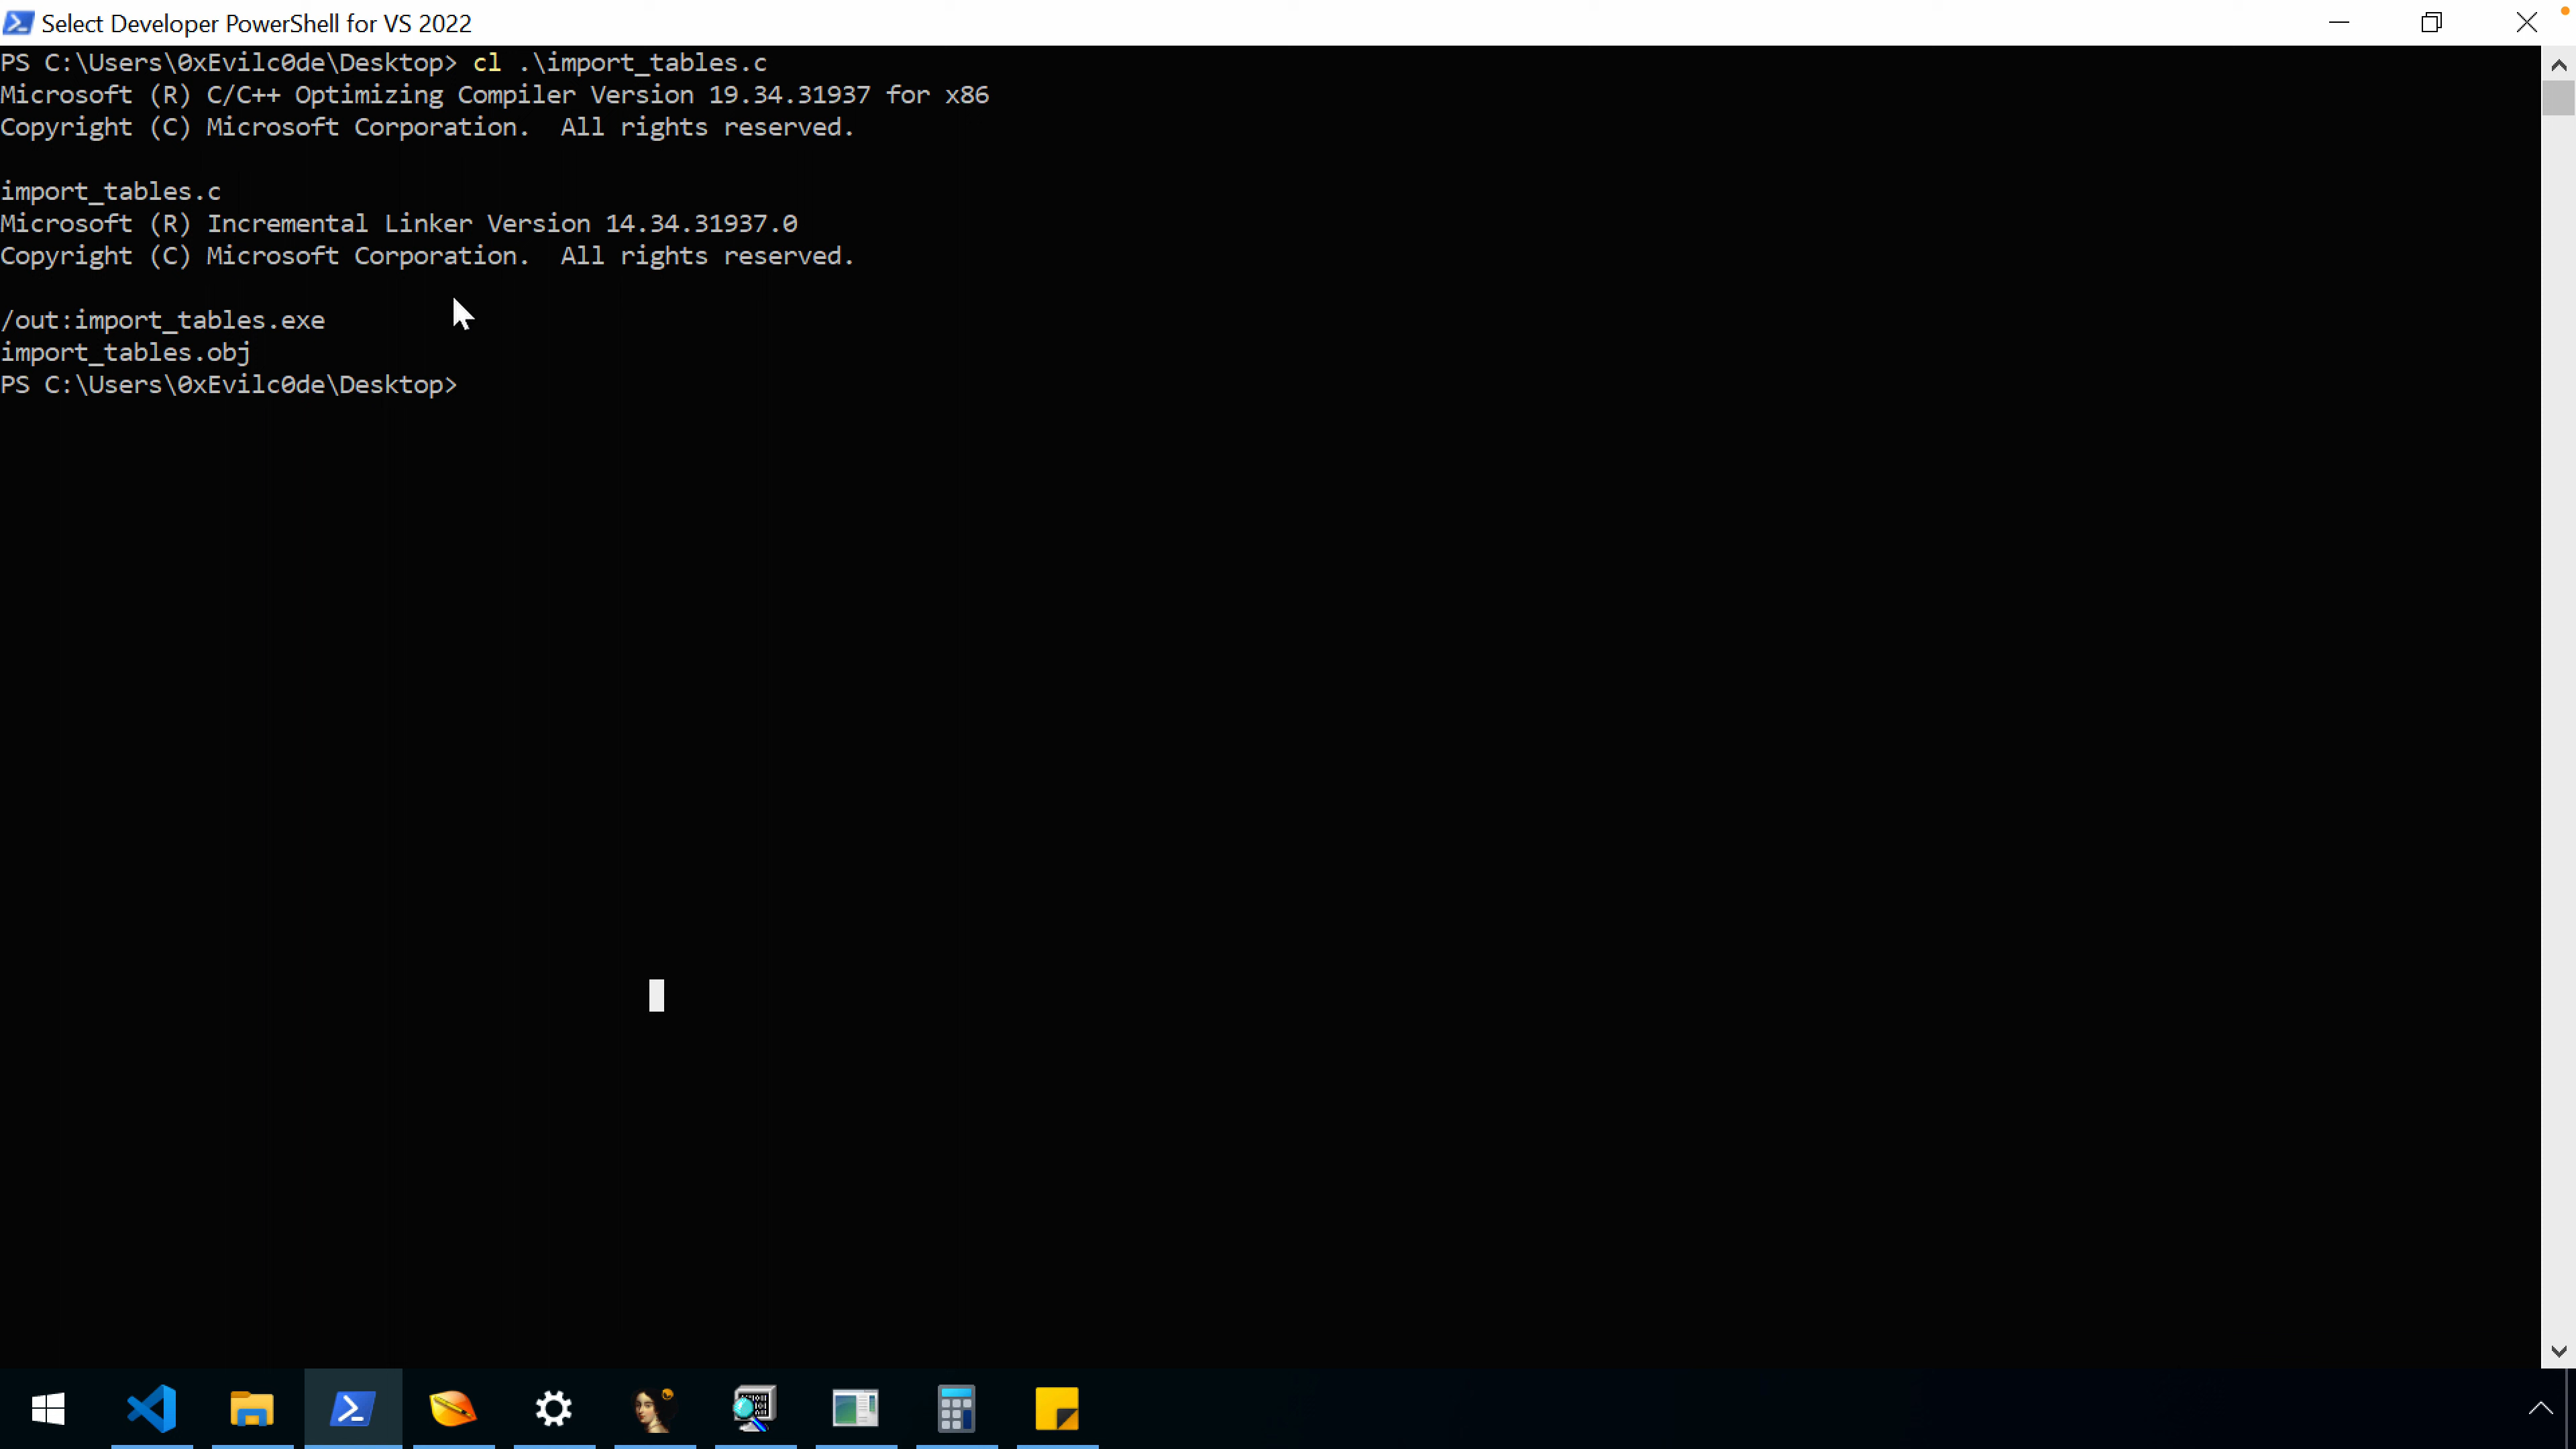 Select Developer PowerShell for VS 2022
PS C:\Users\0xEvilc0de\Desktop> cl .\import_tables.c
Microsoft (R) C/C++ Optimizing Compiler Version 19.34.31937 for x86
Copyright (C) Microsoft Corporation.  All rights reserved.
import_tables.c
Microsoft (R) Incremental Linker Version 14.34.31937.0
Copyright (C) Microsoft Corporation.  All rights reserved.
/out:import_tables.exe
import_tables.obj
PS C:\Users\0xEvilc0de\Desktop>